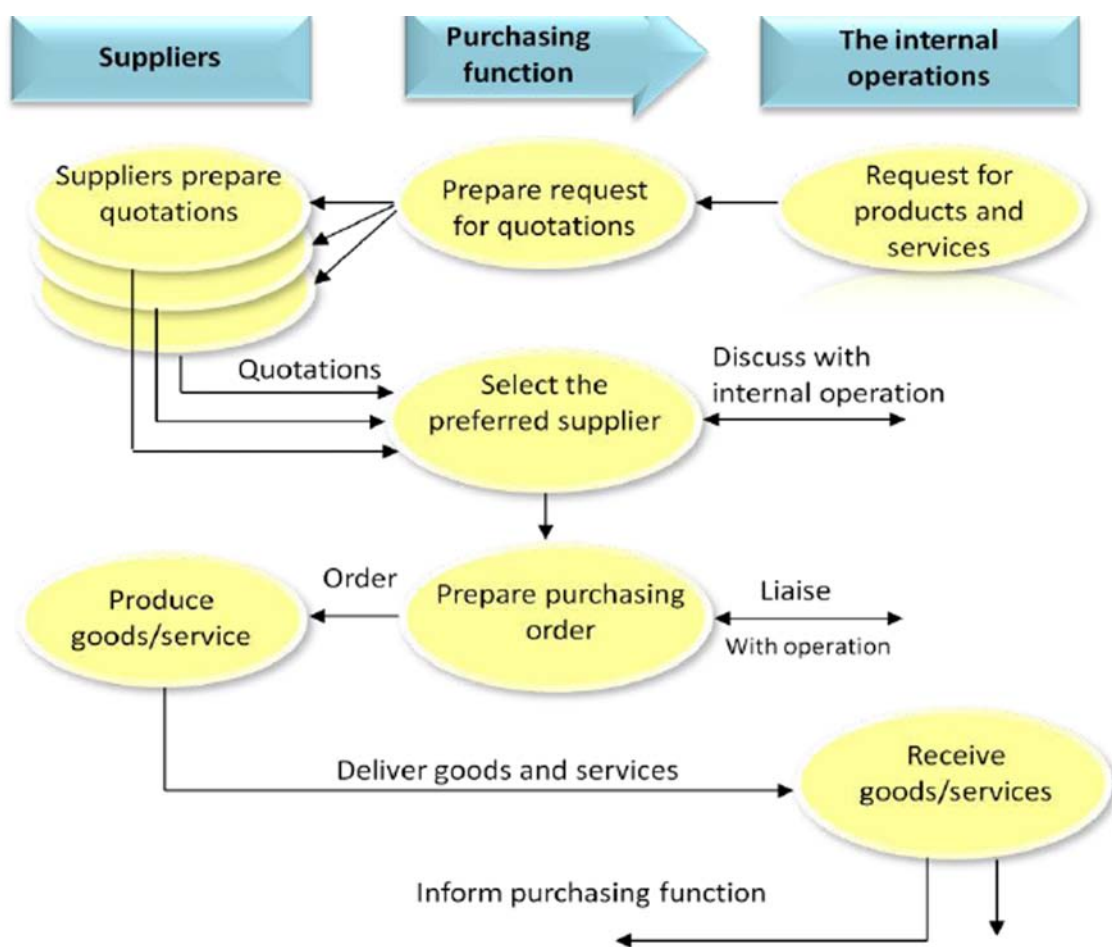 Suppliers
Purchasing
function
The internal
operations
Suppliers prepare
quotations
Prepare request
for quotations
Request for
products and
services
Quotations
Select the
preferred supplier
Discuss with
internal operation
Produce
goods/service
Order
Prepare purchasing
order
Liaise
With operation
Deliver goods and services
Receive
goods/services
Inform purchasing function